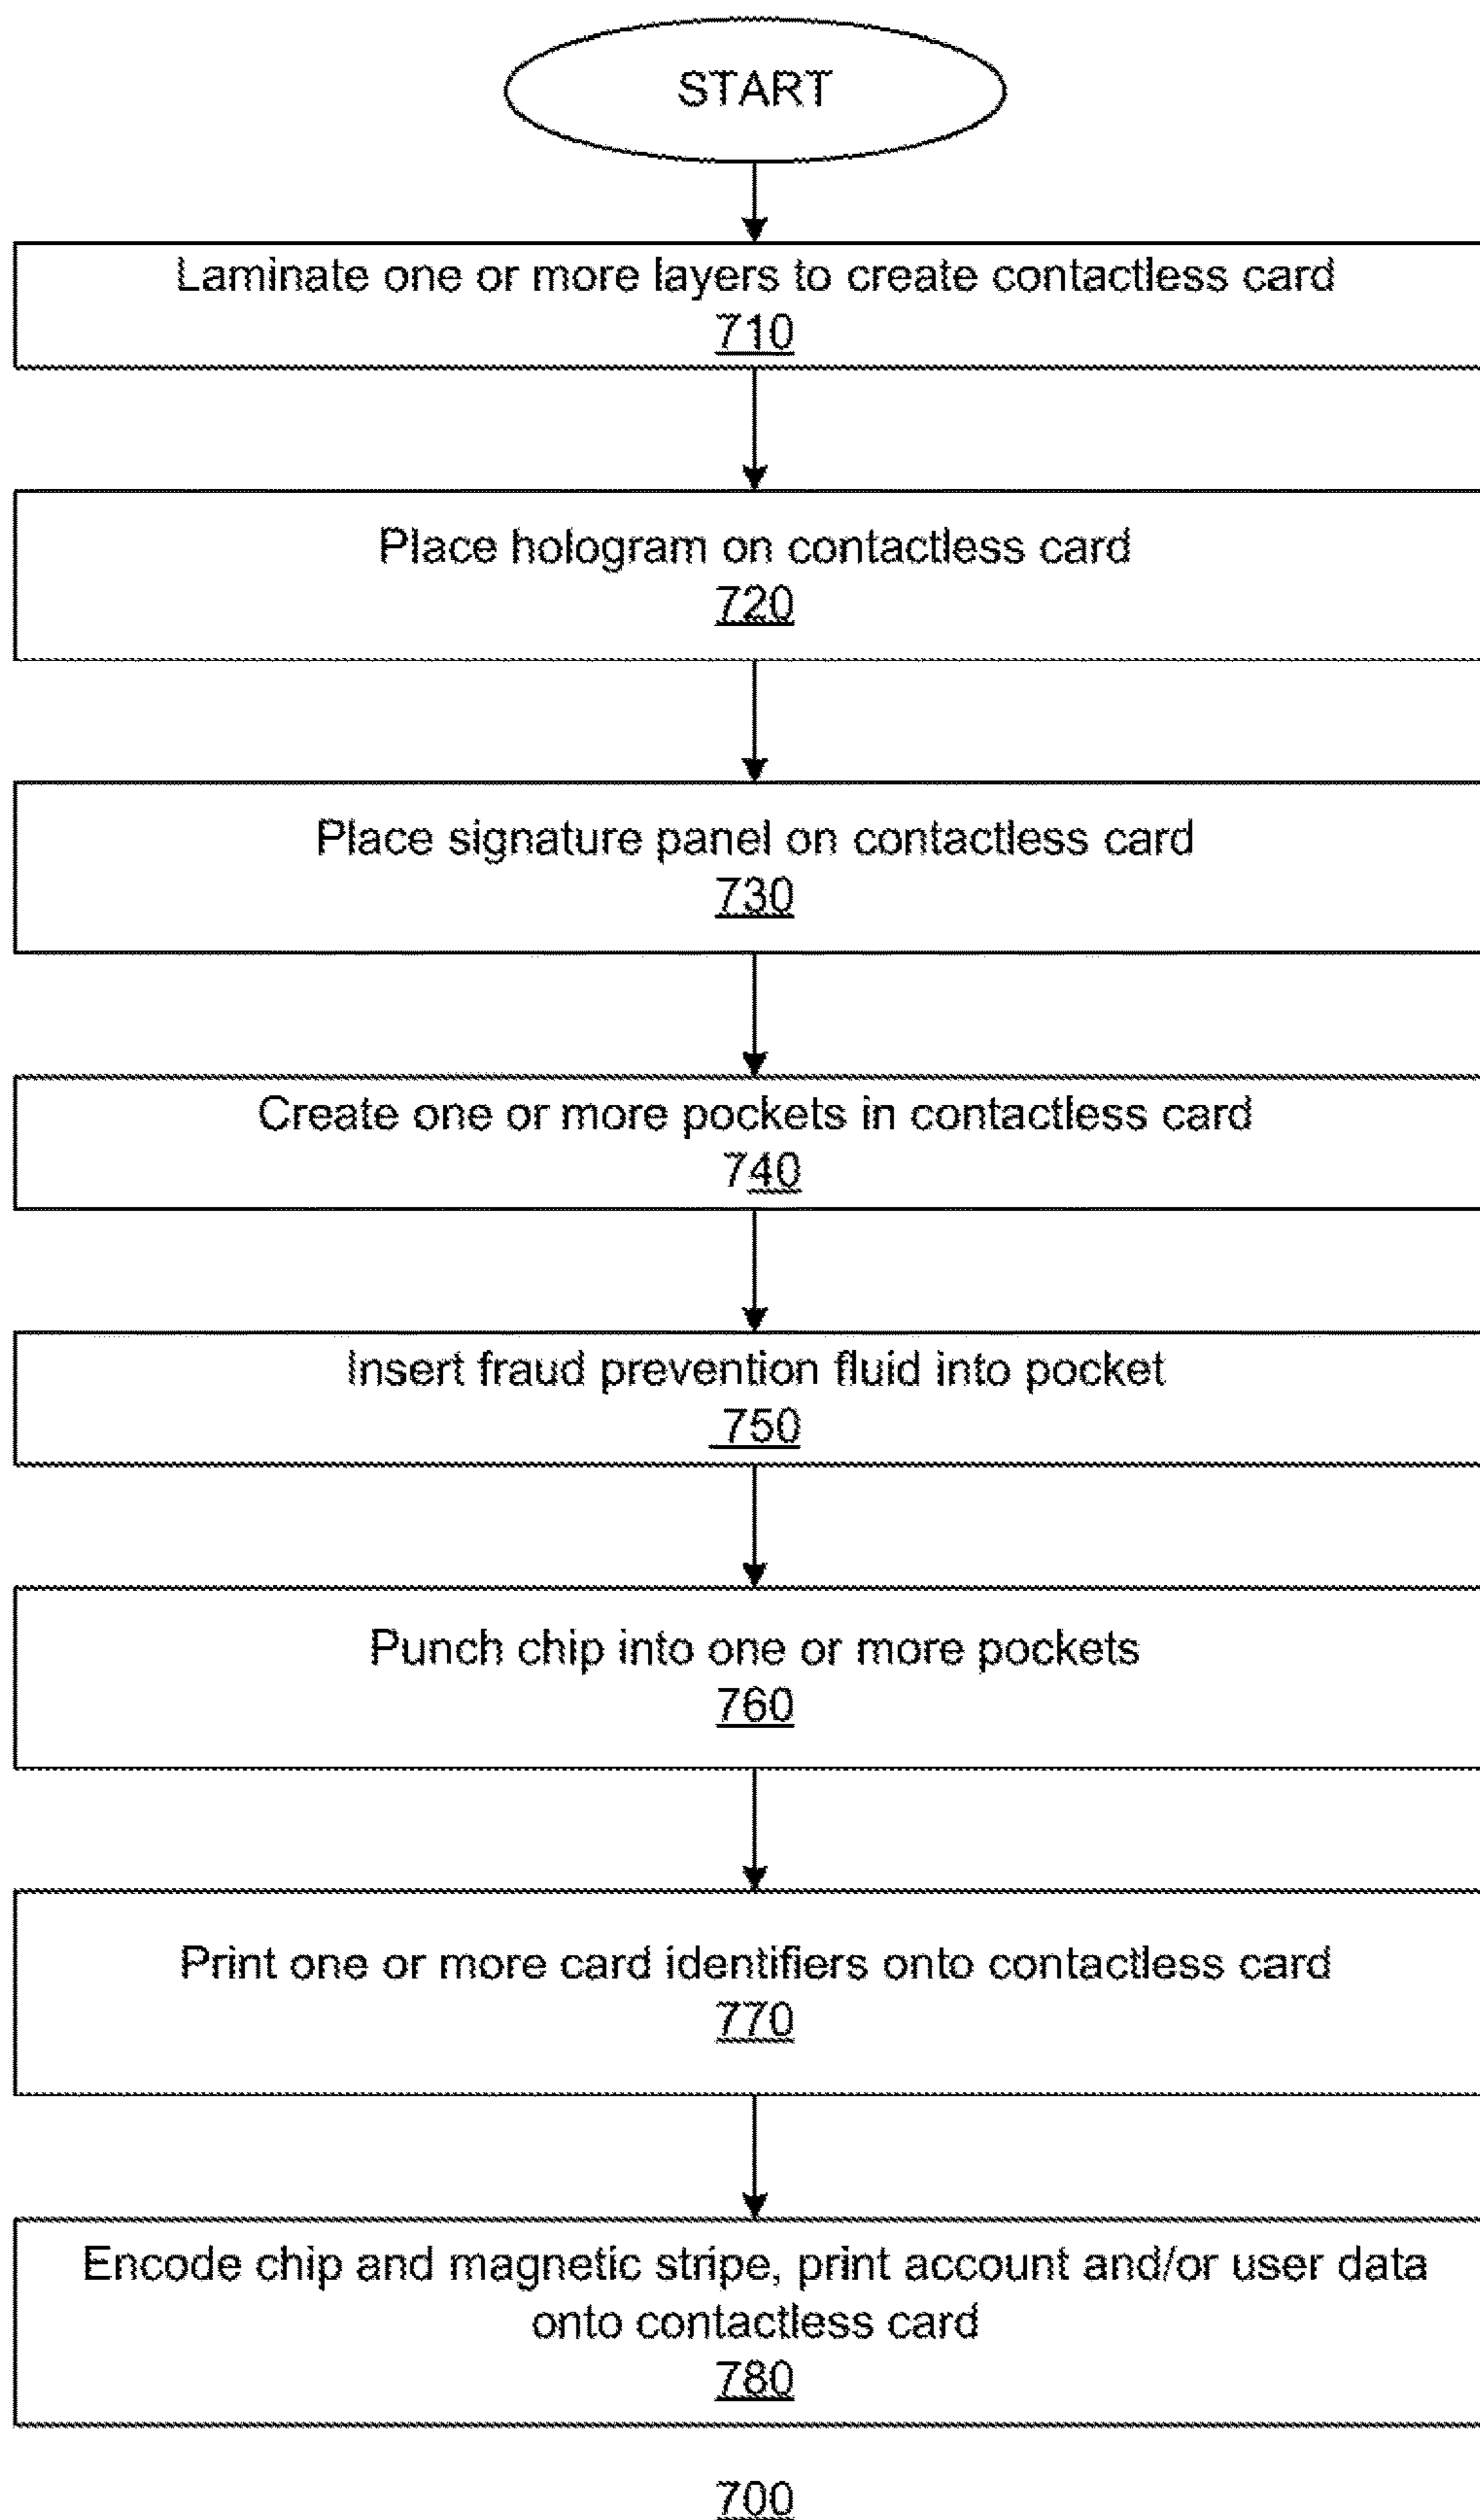 START
Laminate one or more layers to create contactless card
710
Place hologram on contactless card
720
Place signature panel on contactless card
730
Create one or more pockets in contactless card
740
Insert fraud prevention fluid into pocket
750
Punch chip into one or more pockets
760
Print one or more card identifiers onto contactless card
770
Encode chip and magnetic stripe, print account and/or user data
onto contactless card
780
700